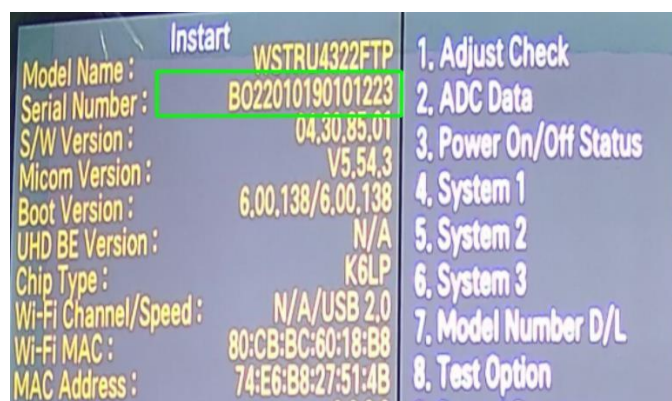 Instart
Model Name : WSTRU4322FTP
Serial Number : BO22010190101223
S/W Version : 04.30.85.01
Micom Version : V5.54.3
Boot Version : 6.00.138/6.00.138
UHD BE Version : N/A
Chip Type : K6LP
Wi-Fi Channel/Speed : N/A/USB 2.0
Wi-Fi MAC : 80:CB:BC:60:18:B8
MAC Address : 74:E6:B8:27:51:4B
1. Adjust Check
2. ADC Data
3. Power On/Off Status
4. System 1
5. System 2
6. System 3
7. Model Number D/L
8. Test Option